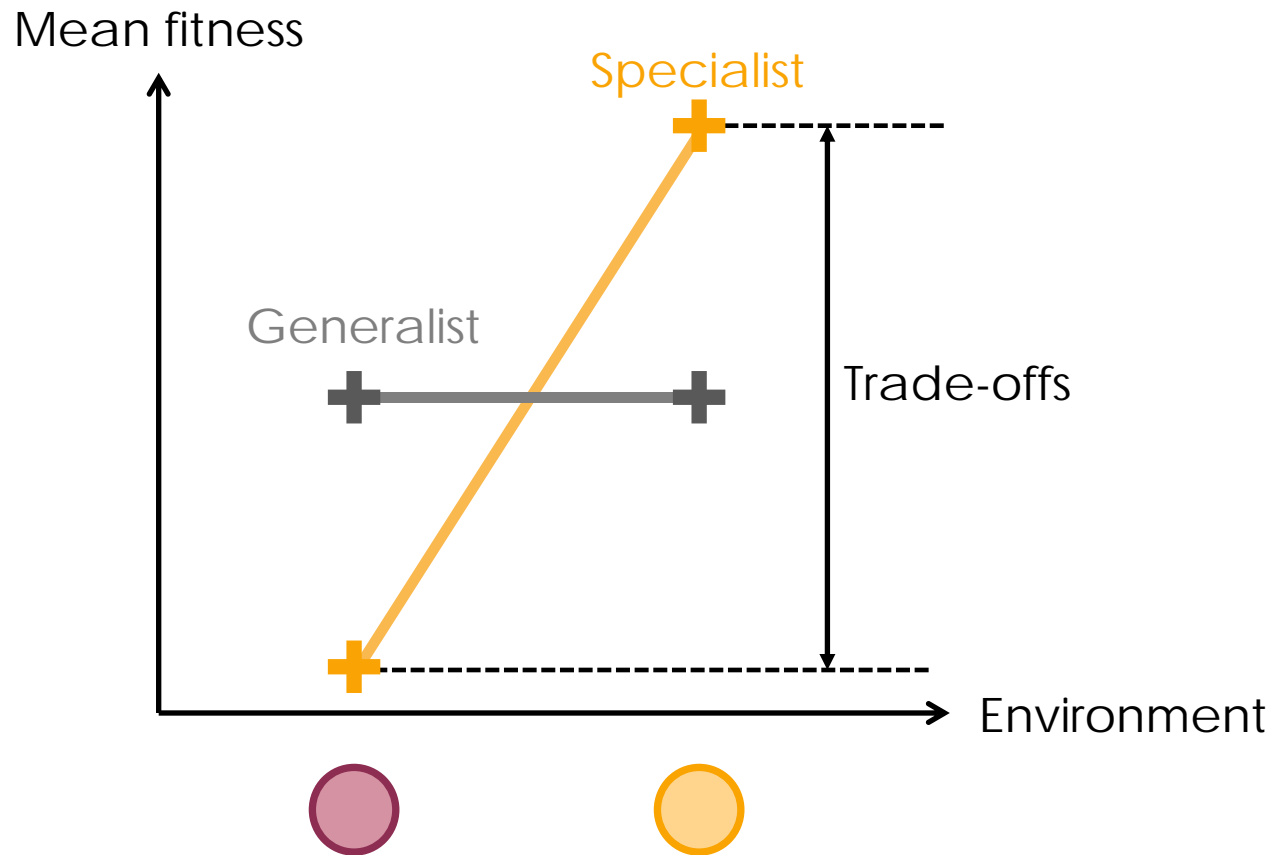 Mean fitness
Specialist
Generalist
Trade-offs
Environment